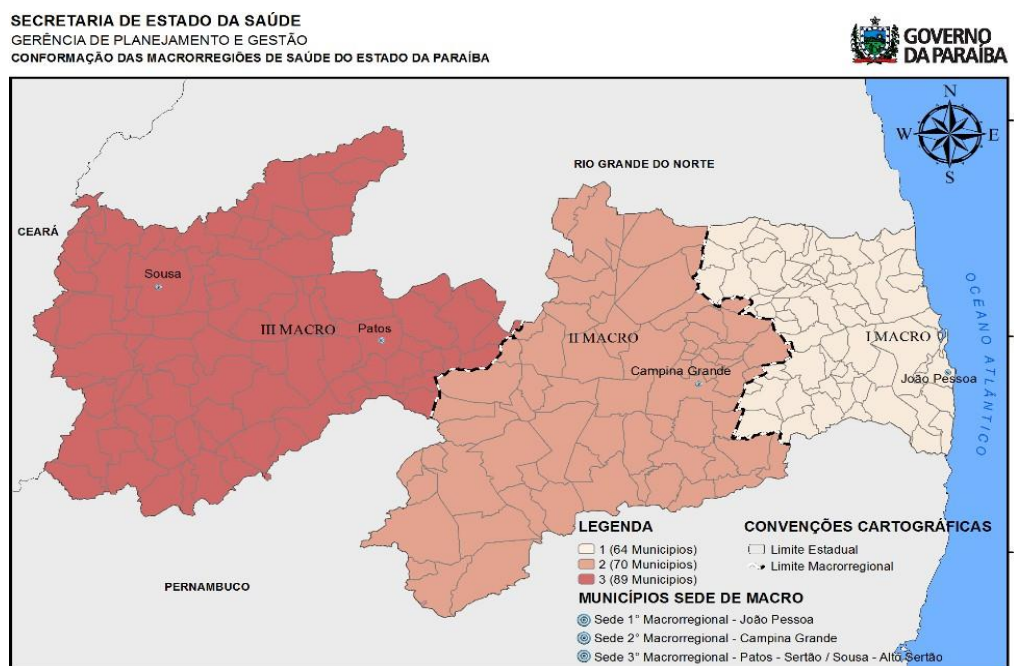 SECRETARIA DE ESTADO DA SAÚDE
GERÊNCIA DE PLANEJAMENTO E GESTÃO
CONFORMAÇÃO DAS MACRORREGIÕES DE SAÚDE DO ESTADO DA PARAÍBA
GOVERNO
DA PARAÍBA
N
W E
S
RIO GRANDE DO NORTE
CEARÁ
Sousa
III MACRO
Patos
II MACRO
Campina Grande
I MACRO
João Pessoa
OCEANO ATLÂNTICO
PERNAMBUCO
LEGENDA
1 (64 Municipios)
2 (70 Municipios)
3 (89 Municipios)
CONVENÇÕES CARTOGRÁFICAS
Limite Estadual
Limite Macrorregional
MUNICÍPIOS SEDE DE MACRO
Sede 1° Macrorregional - João Pessoa
Sede 2° Macrorregional - Campina Grande
Sede 3° Macrorregional - Patos - Sertão / Sousa - Alto Sertão